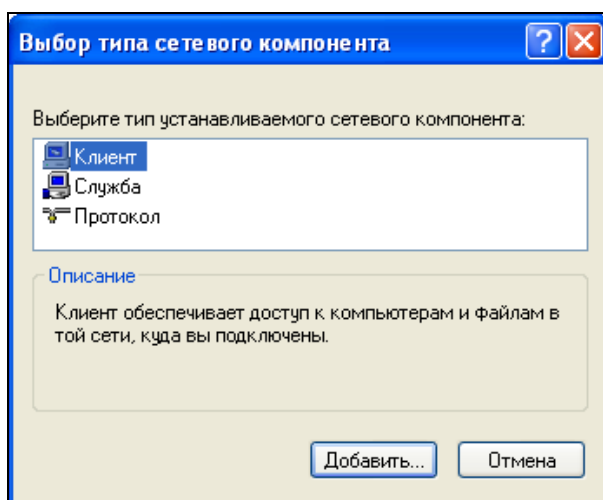 Выбор типа сетевого компонента
Выберите тип устанавливаемого сетевого компонента:
Клиент
Служба
Протокол
Описание
Клиент обеспечивает доступ к компьютерам и файлам в
той сети, куда вы подключены.
Добавить... Отмена